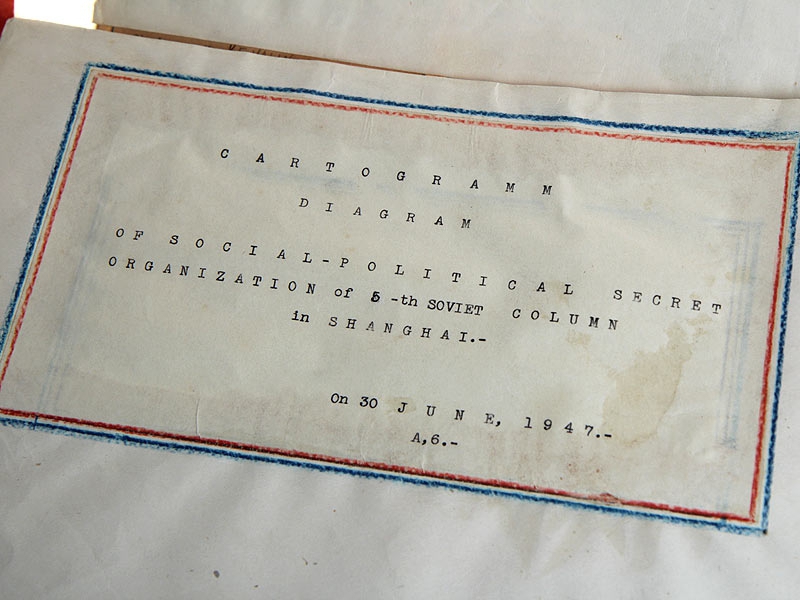 CARTOGRAMM
DIAGRAM
OF SOCIAL-POLITICAL SECRET
ORGANIZATION of 5 -th SOVIET COLUMN
in SHANGHAI.-
On 30 JUNE, 1947.-
A,6.-